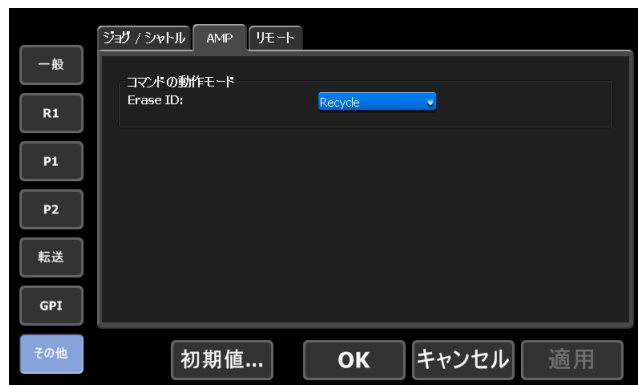 ジョグ / シャトル AMP リモート
一般
コマンドの動作モード
Erase ID: Recycle
R1
P1
P2
転送
GPI
その他
初期値... OK キャンセル 適用